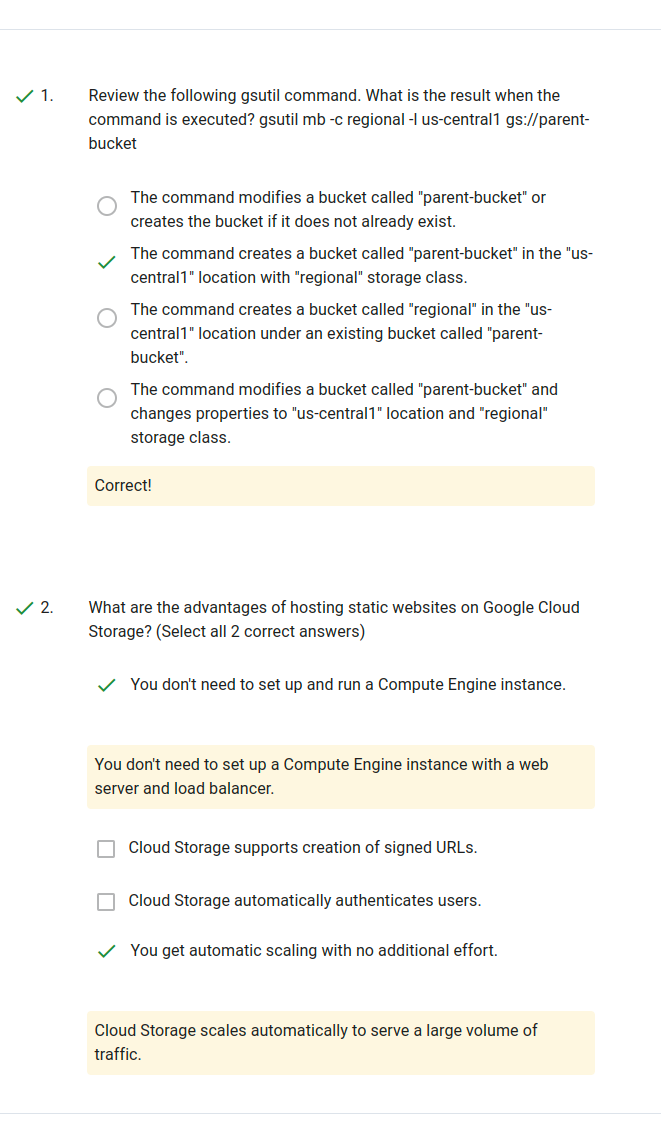 1.
Review the following gsutil command. What is the result when the
command is executed? gsutil mb -c regional -l us-central1 gs://parent-
bucket
The command modifies a bucket called "parent-bucket" or
creates the bucket if it does not already exist.
The command creates a bucket called "parent-bucket" in the "us-
central1" location with "regional" storage class.
The command creates a bucket called "regional" in the "us-
central1" location under an existing bucket called "parent-
bucket".
The command modifies a bucket called "parent-bucket" and
changes properties to "us-central1" location and "regional"
storage class.
Correct!
2.
What are the advantages of hosting static websites on Google Cloud
Storage? (Select all 2 correct answers)
You don't need to set up and run a Compute Engine instance.
You don't need to set up a Compute Engine instance with a web
server and load balancer.
Cloud Storage supports creation of signed URLs.
Cloud Storage automatically authenticates users.
You get automatic scaling with no additional effort.
Cloud Storage scales automatically to serve a large volume of
traffic.